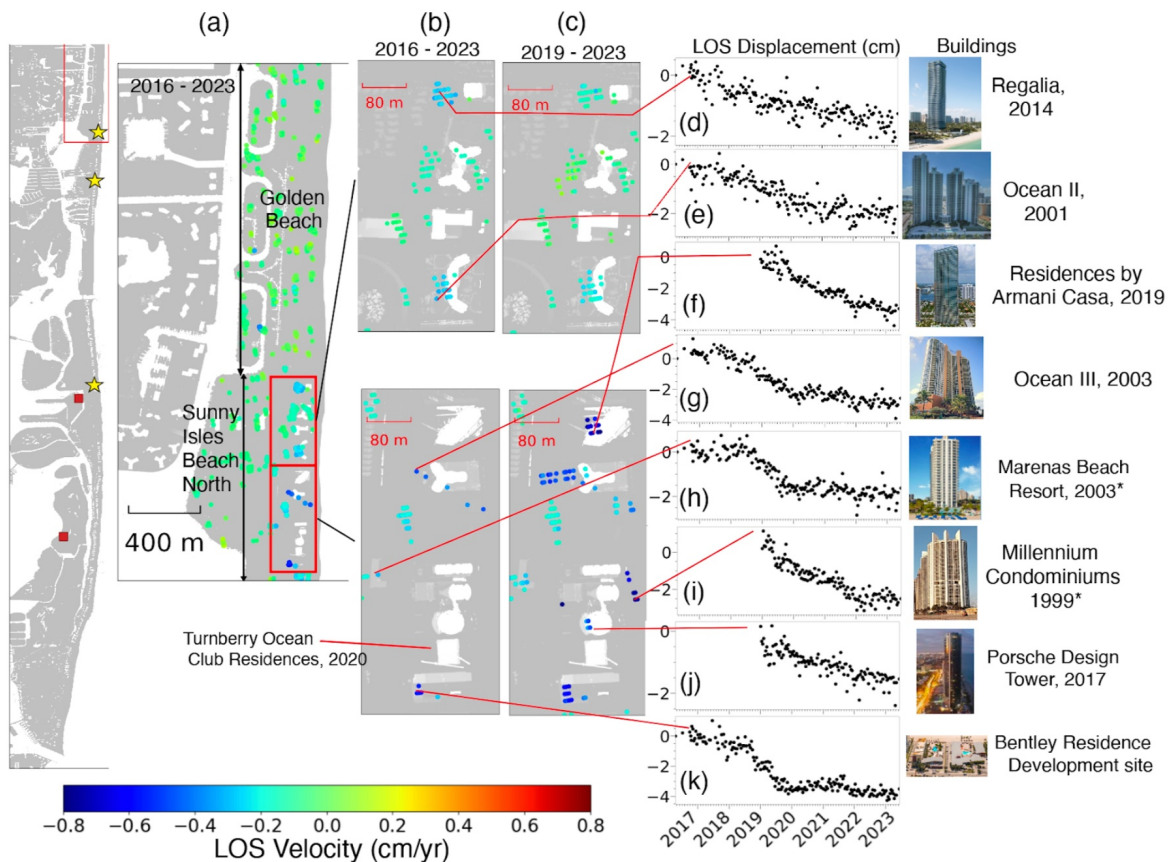 (a)
(b)
(c)
2016 - 2023
2019 - 2023
LOS Displacement (cm)
Buildings
2016 - 2023
80 m
80 m
Golden
Beach
Sunny
Isles
Beach
North
400 m
80 m
80 m
Turnberry Ocean
Club Residences, 2020
0
−2
(d)
Regalia,
2014
0
−2
(e)
Ocean II,
2001
0
−2
−4
(f)
Residences by
Armani Casa, 2019
0
−2
−4
(g)
Ocean III, 2003
0
−2
(h)
Marenas Beach
Resort, 2003*
0
−2
(i)
Millennium
Condominiums
1999*
0
−2
(j)
Porsche Design
Tower, 2017
0
−2
−4
(k)
Bentley Residence
Development site
2017 2018 2019 2020 2021 2022 2023
−0.8 −0.6 −0.4 −0.2 0.0 0.2 0.4 0.6 0.8
LOS Velocity (cm/yr)